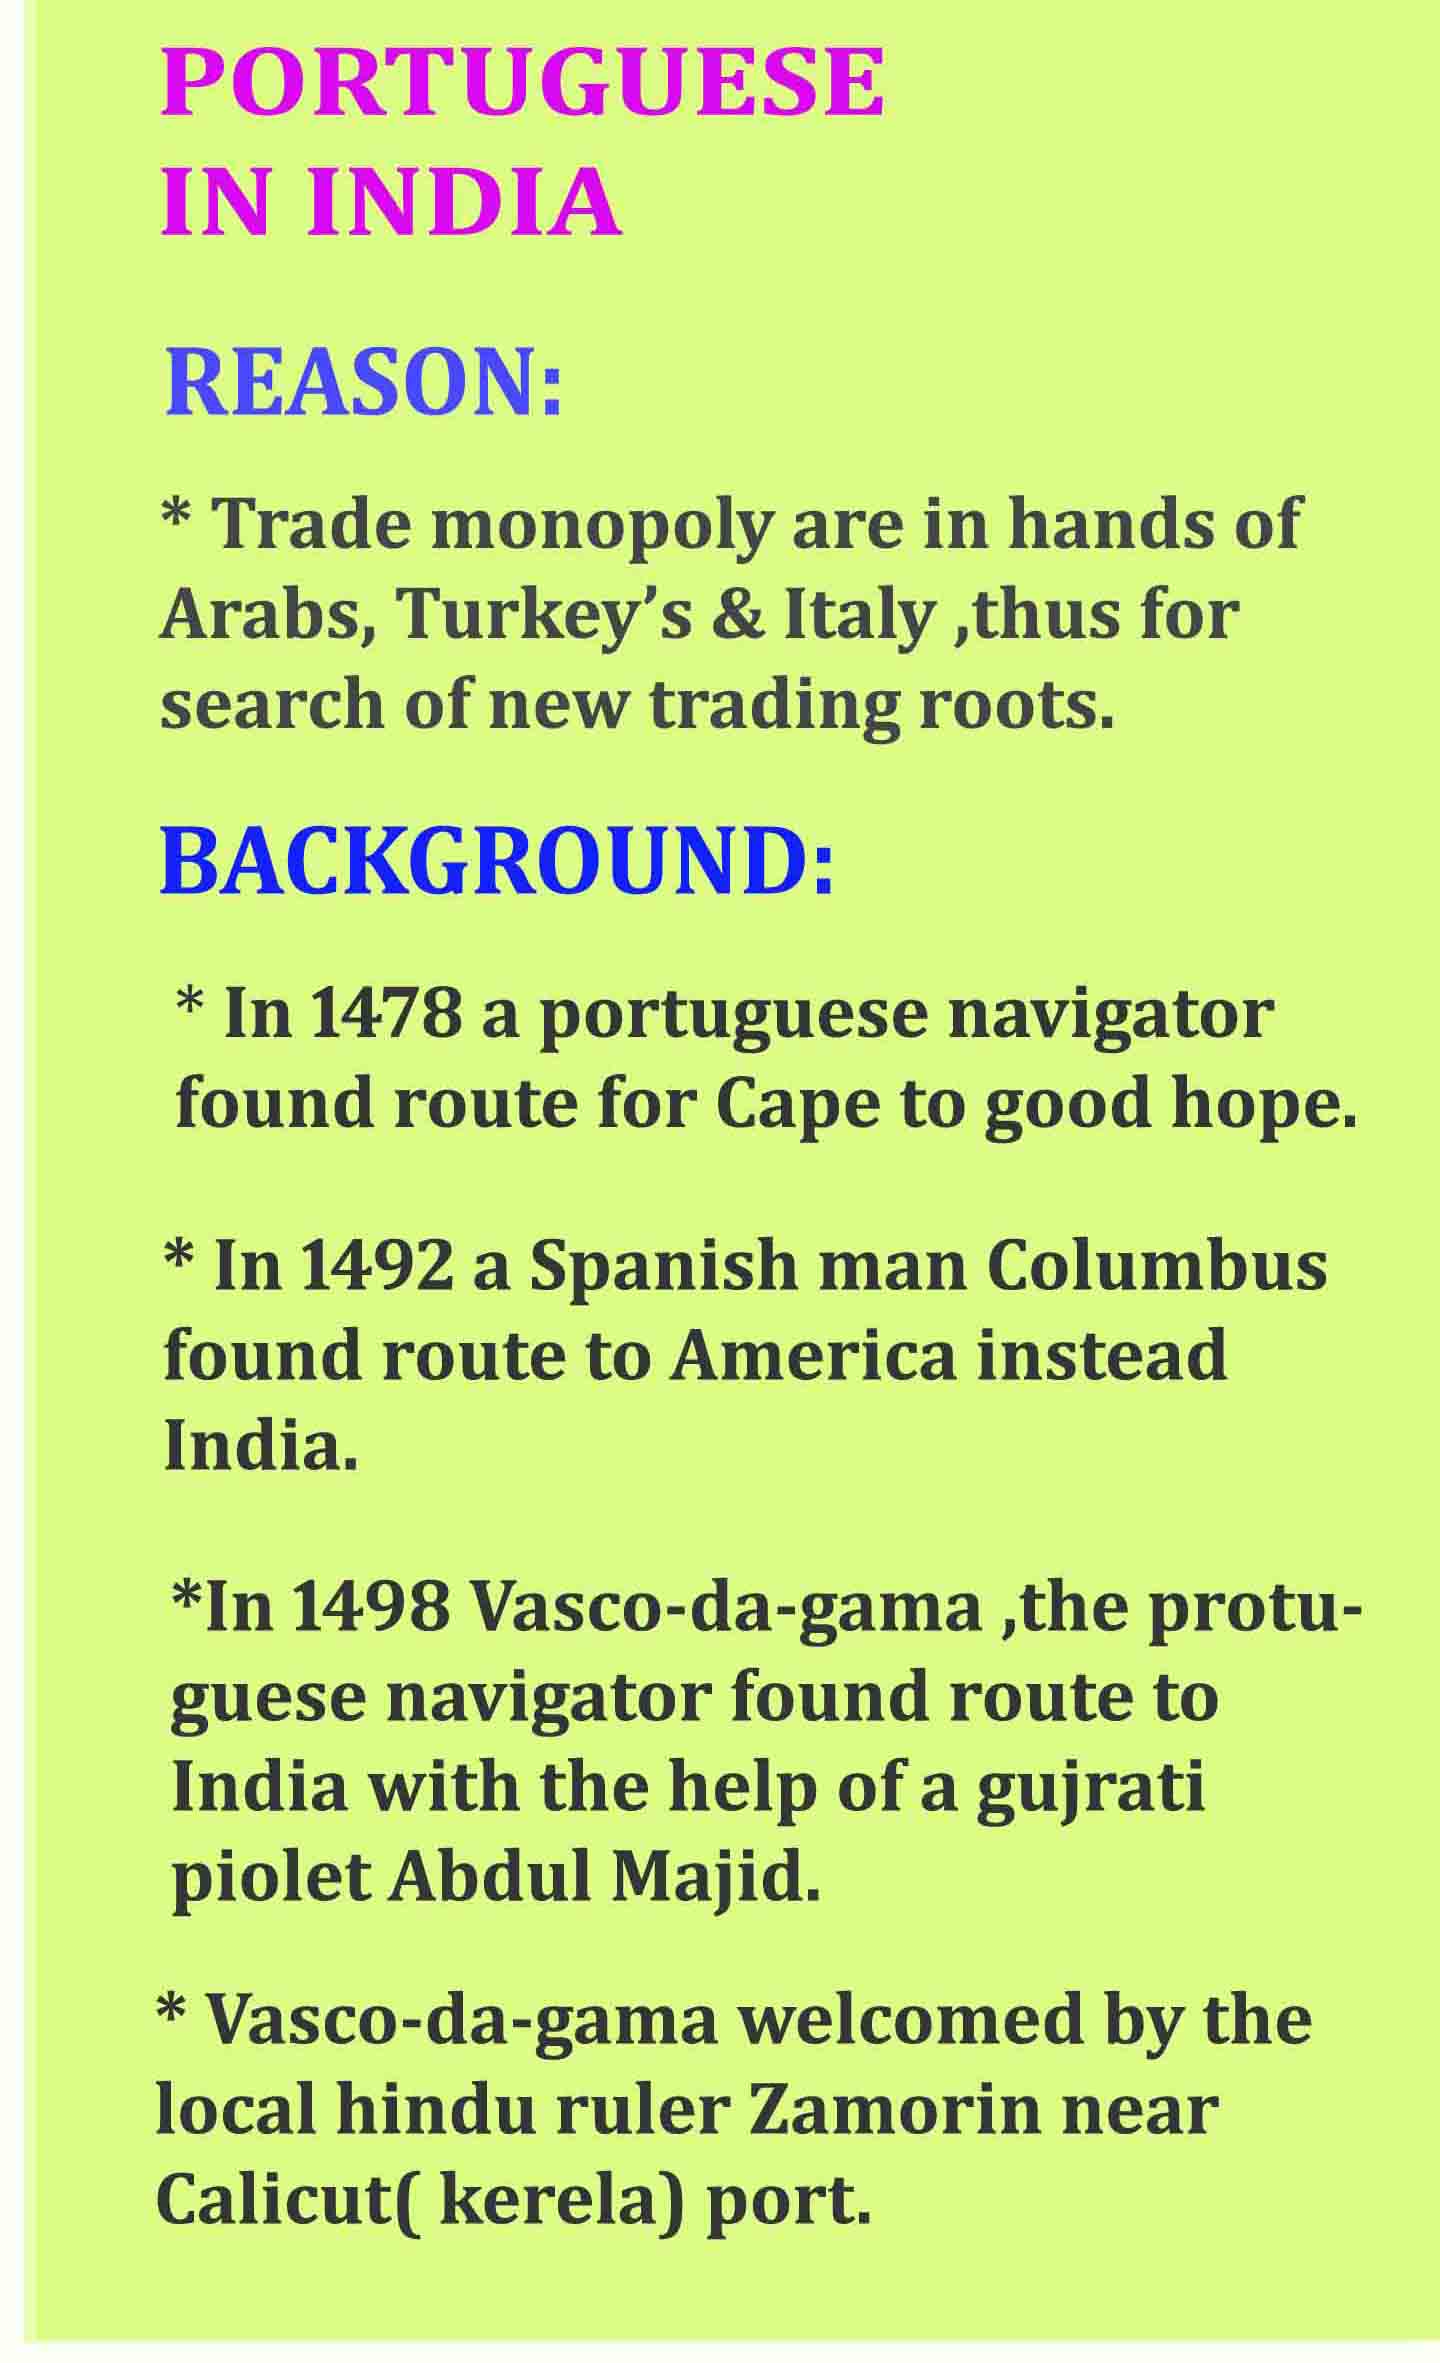 PORTUGUESE
IN INDIA
REASON:
* Trade monopoly are in hands of
Arabs, Turkey’s & Italy ,thus for
search of new trading roots.
BACKGROUND:
* In 1478 a portuguese navigator
found route for Cape to good hope.
* In 1492 a Spanish man Columbus
found route to America instead
India.
*In 1498 Vasco-da-gama ,the protu-
guese navigator found route to
India with the help of a gujrati
piolet Abdul Majid.
* Vasco-da-gama welcomed by the
local hindu ruler Zamorin near
Calicut( kerela) port.